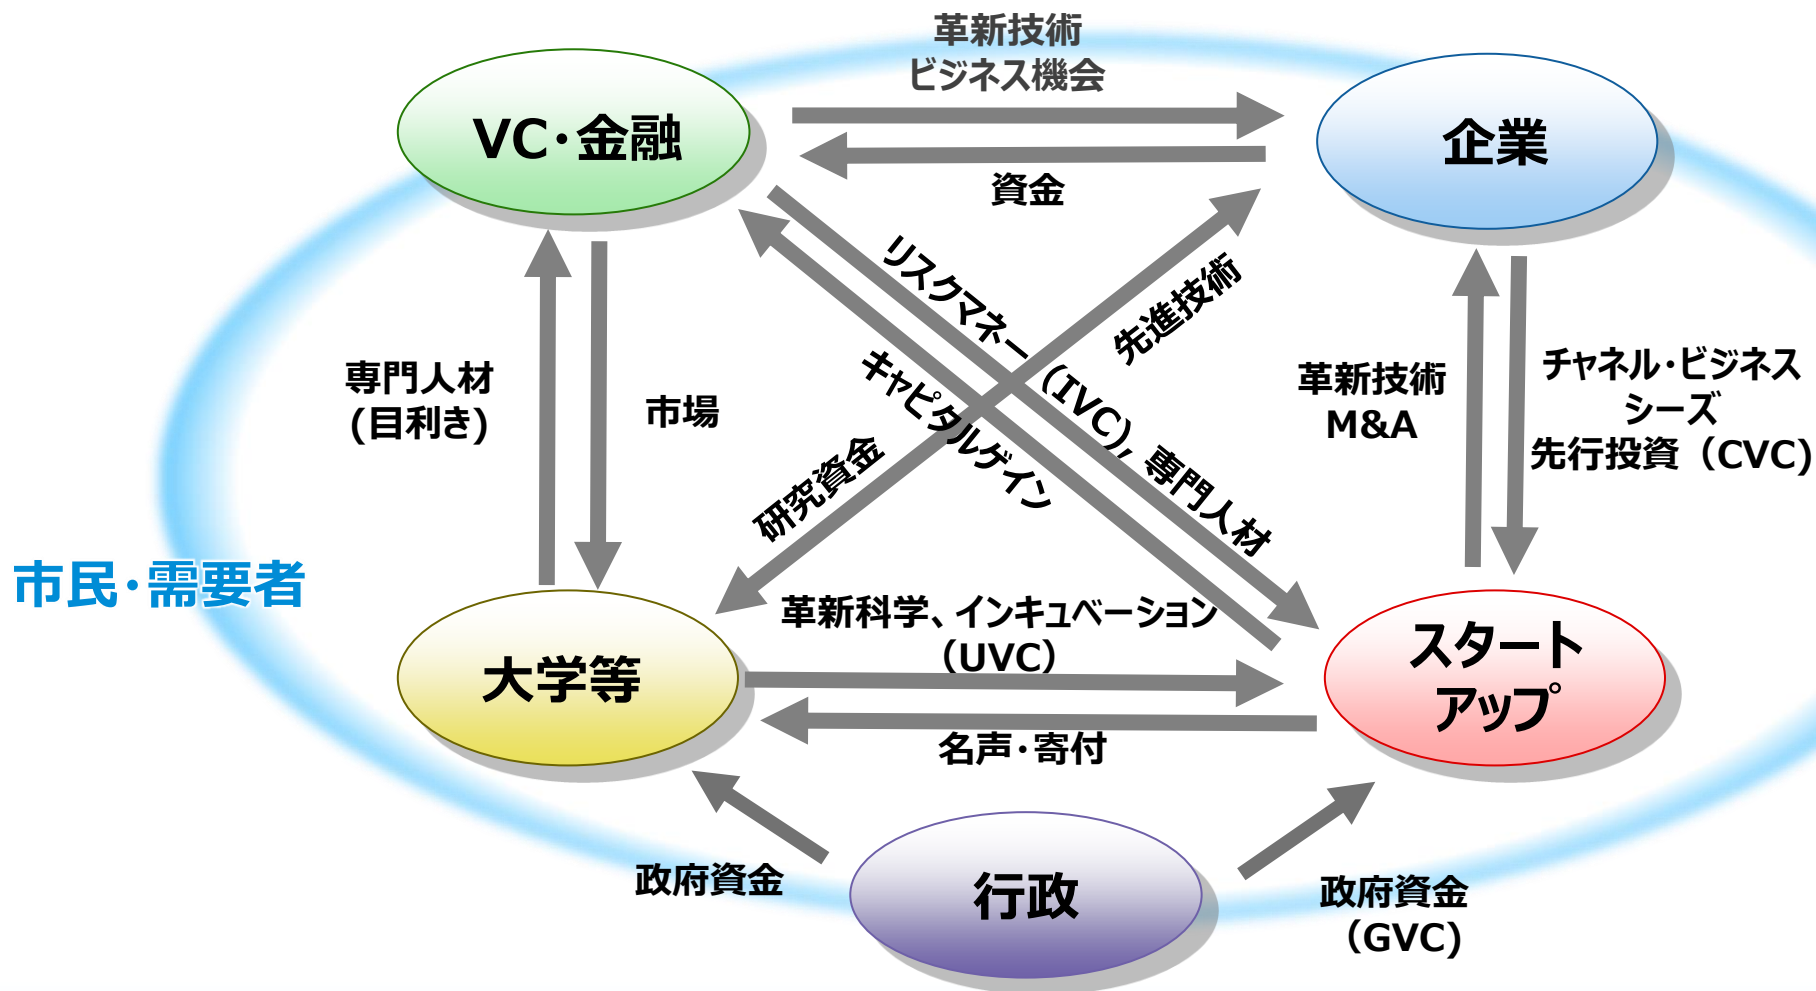 革新技術
ビジネス機会
VC・金融
企業
資金
リスクマネー（IVC), 専門人材
キャピタルゲイン
先進技術
研究資金
専門人材
(目利き)
市場
革新技術
M&A
チャネル・ビジネス
シーズ
先行投資（CVC)
市民・需要者
革新科学、インキュベーション
（UVC）
大学等
スタート
アップ
名声・寄付
政府資金
行政
政府資金
（GVC)